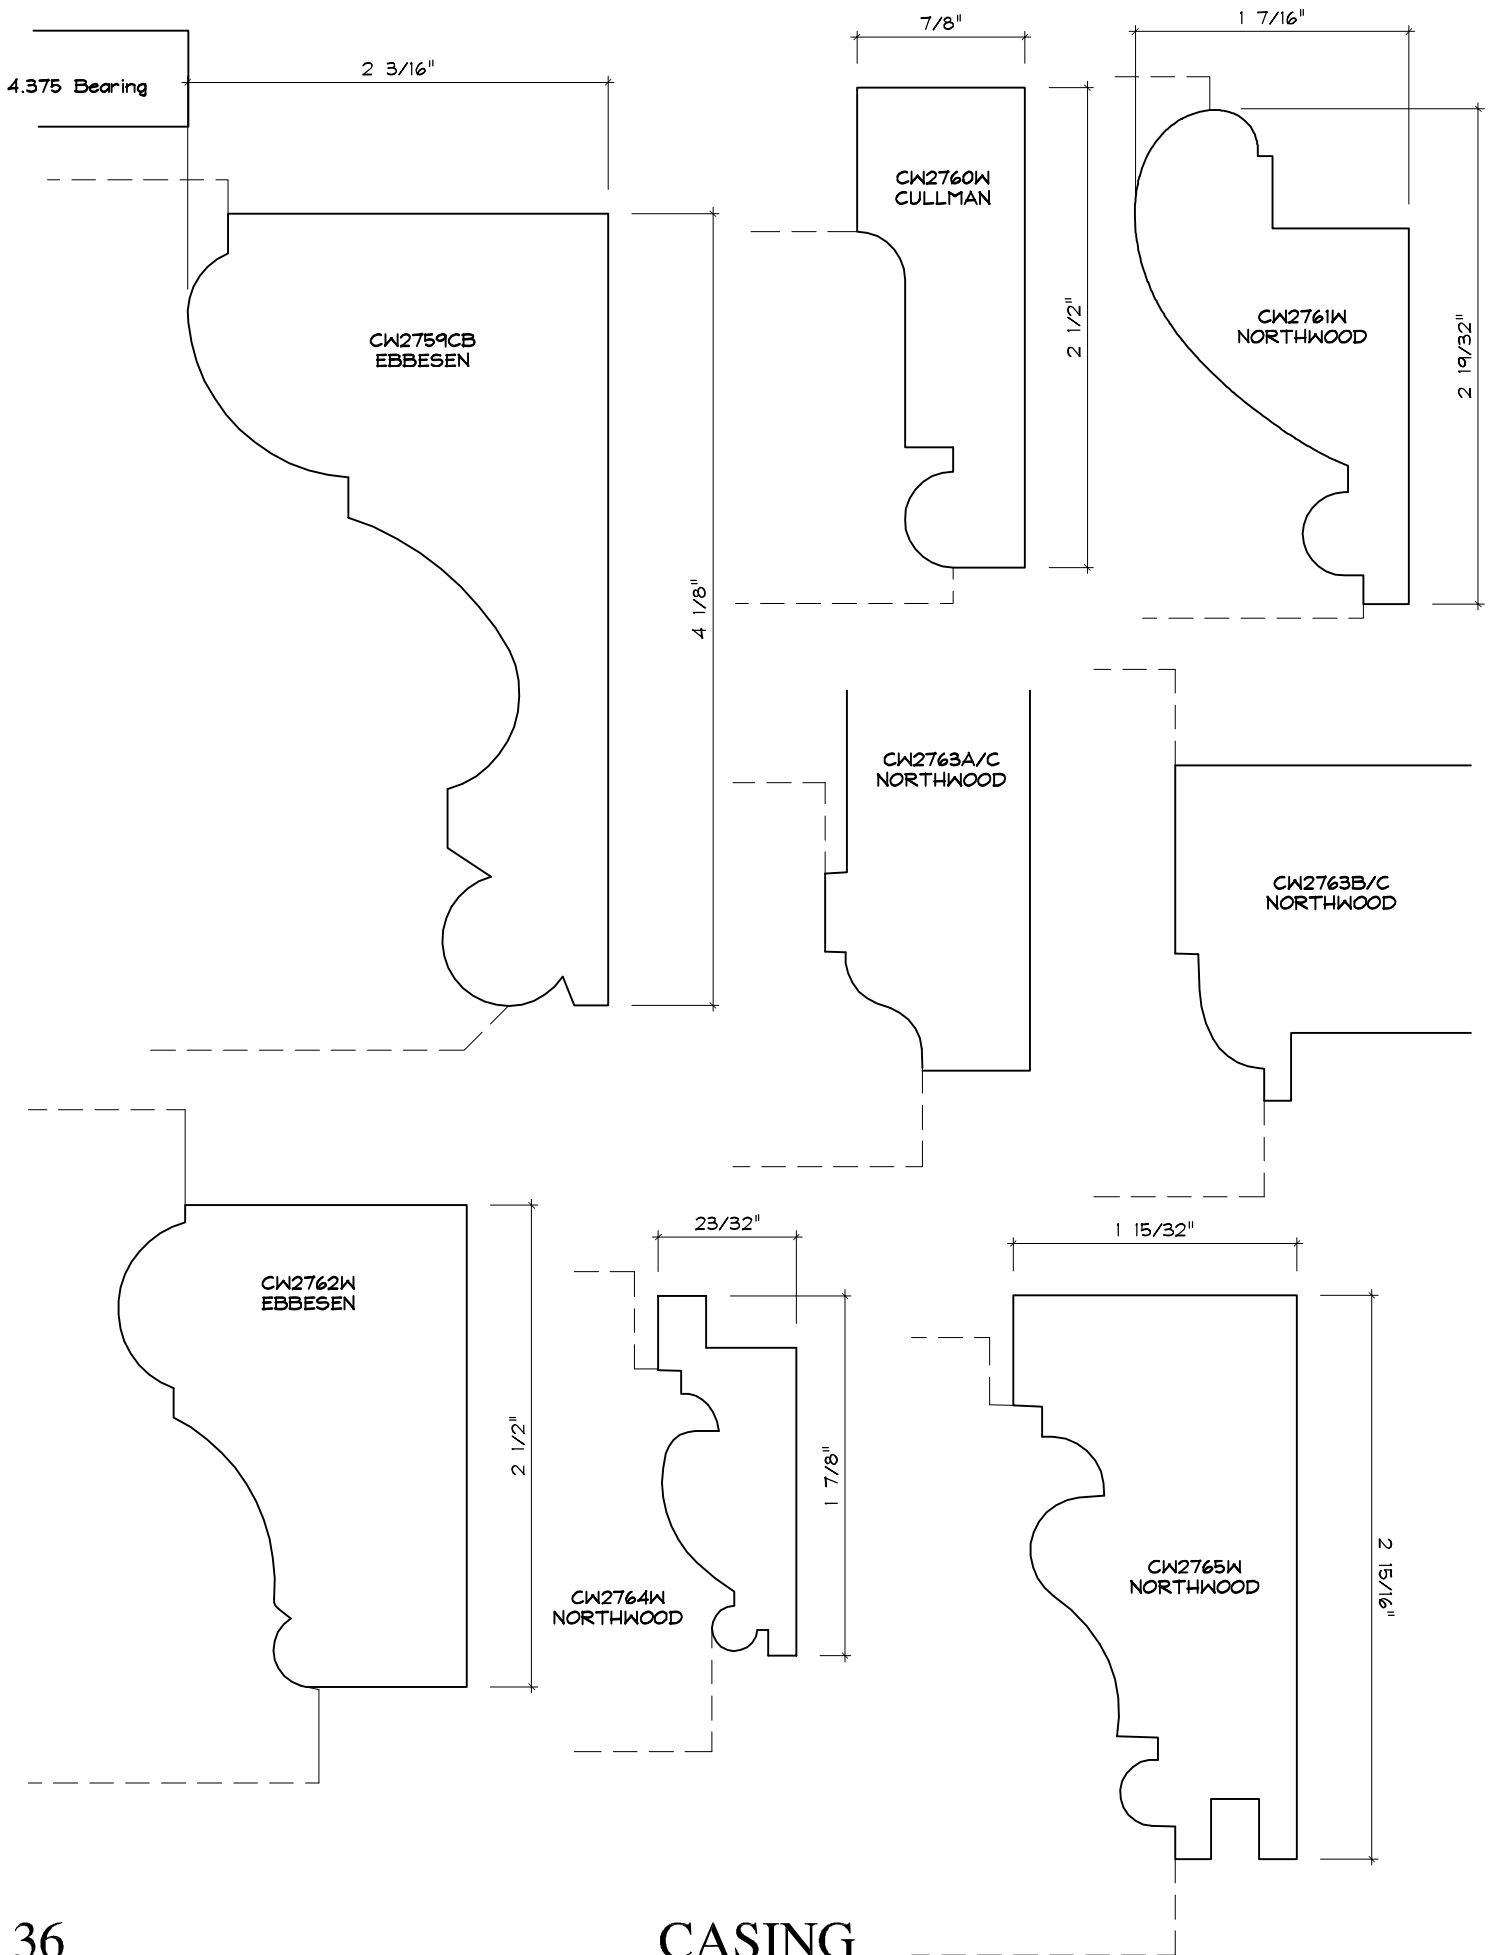 7/8"
1 7/16"
2 3/16"
4.375 Bearing
CW2760W
CULLMAN
CW2759CB
EBBESEN
2 1/2"
CW2761W
NORTHWOOD
2 19/32"
4 1/8"
CW2763A/C
NORTHWOOD
CW2763B/C
NORTHWOOD
23/32"
1 15/32"
CW2762W
EBBESEN
2 1/2"
1 7/8"
CW2764W
NORTHWOOD
CW2765W
NORTHWOOD
2 15/16"
36
CASING